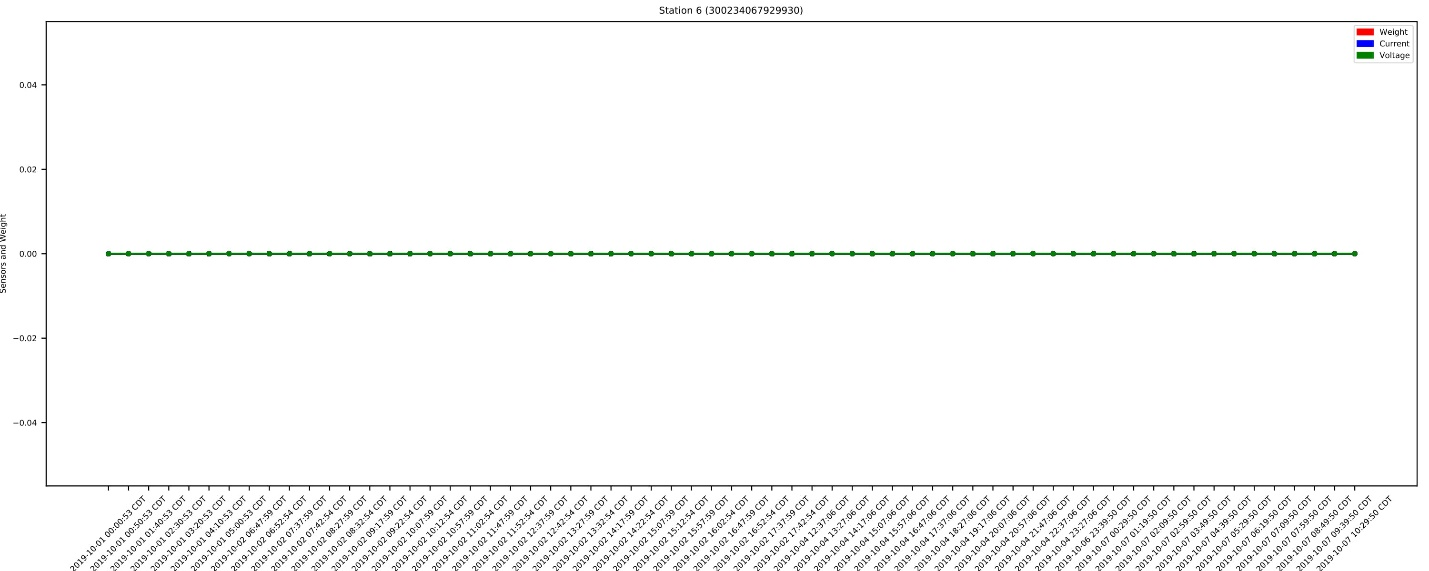 Station 6 (300234067929930)
Weight
Current
Voltage
0.04
0.02
0.00
−0.02
−0.04
Sensors and Weight
2019-10-01 00:00:53 CDT
2019-10-01 00:50:53 CDT
2019-10-01 01:40:53 CDT
2019-10-01 02:30:53 CDT
2019-10-01 03:20:53 CDT
2019-10-01 04:10:53 CDT
2019-10-01 05:00:53 CDT
2019-10-02 06:47:59 CDT
2019-10-02 06:52:54 CDT
2019-10-02 07:37:59 CDT
2019-10-02 07:42:54 CDT
2019-10-02 08:27:59 CDT
2019-10-02 08:32:54 CDT
2019-10-02 09:17:59 CDT
2019-10-02 09:22:54 CDT
2019-10-02 10:07:59 CDT
2019-10-02 10:12:54 CDT
2019-10-02 10:57:59 CDT
2019-10-02 11:02:54 CDT
2019-10-02 11:47:59 CDT
2019-10-02 11:52:54 CDT
2019-10-02 12:37:59 CDT
2019-10-02 12:42:54 CDT
2019-10-02 13:27:59 CDT
2019-10-02 13:32:54 CDT
2019-10-02 14:17:59 CDT
2019-10-02 14:22:54 CDT
2019-10-02 15:07:59 CDT
2019-10-02 15:12:54 CDT
2019-10-02 15:57:59 CDT
2019-10-02 16:02:54 CDT
2019-10-02 16:47:59 CDT
2019-10-02 16:52:54 CDT
2019-10-02 17:37:59 CDT
2019-10-02 17:42:54 CDT
2019-10-04 12:37:06 CDT
2019-10-04 13:27:06 CDT
2019-10-04 14:17:06 CDT
2019-10-04 15:07:06 CDT
2019-10-04 15:57:06 CDT
2019-10-04 16:47:06 CDT
2019-10-04 17:37:06 CDT
2019-10-04 18:27:06 CDT
2019-10-04 19:17:06 CDT
2019-10-04 20:07:06 CDT
2019-10-04 20:57:06 CDT
2019-10-04 21:47:06 CDT
2019-10-04 22:37:06 CDT
2019-10-04 23:27:06 CDT
2019-10-06 23:39:50 CDT
2019-10-07 00:29:50 CDT
2019-10-07 01:19:50 CDT
2019-10-07 02:09:50 CDT
2019-10-07 02:59:50 CDT
2019-10-07 03:49:50 CDT
2019-10-07 04:39:50 CDT
2019-10-07 05:29:50 CDT
2019-10-07 06:19:50 CDT
2019-10-07 07:09:50 CDT
2019-10-07 07:59:50 CDT
2019-10-07 08:49:50 CDT
2019-10-07 09:39:50 CDT
2019-10-07 10:29:50 CDT